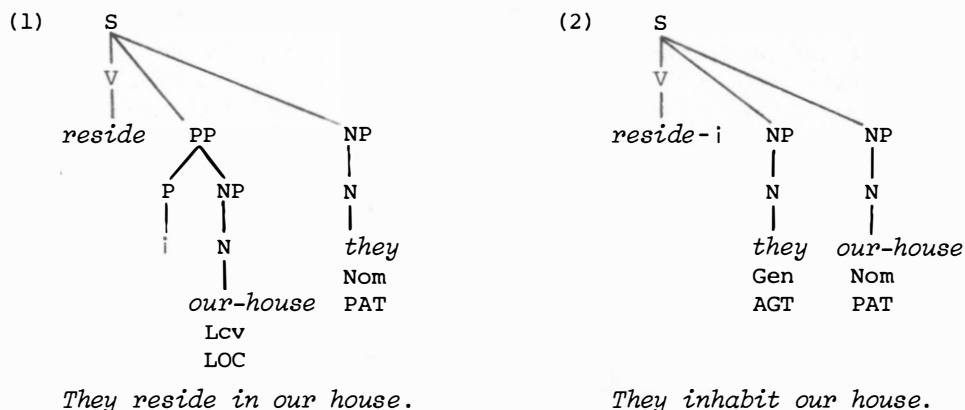 (1) S (2) S
V V
reside PP NP reside-i NP NP
P NP N N N
i N they they our-house
Nom Gen Nom
our-house PAT AGT PAT
Lcv
LOC
They reside in our house. They inhabit our house.